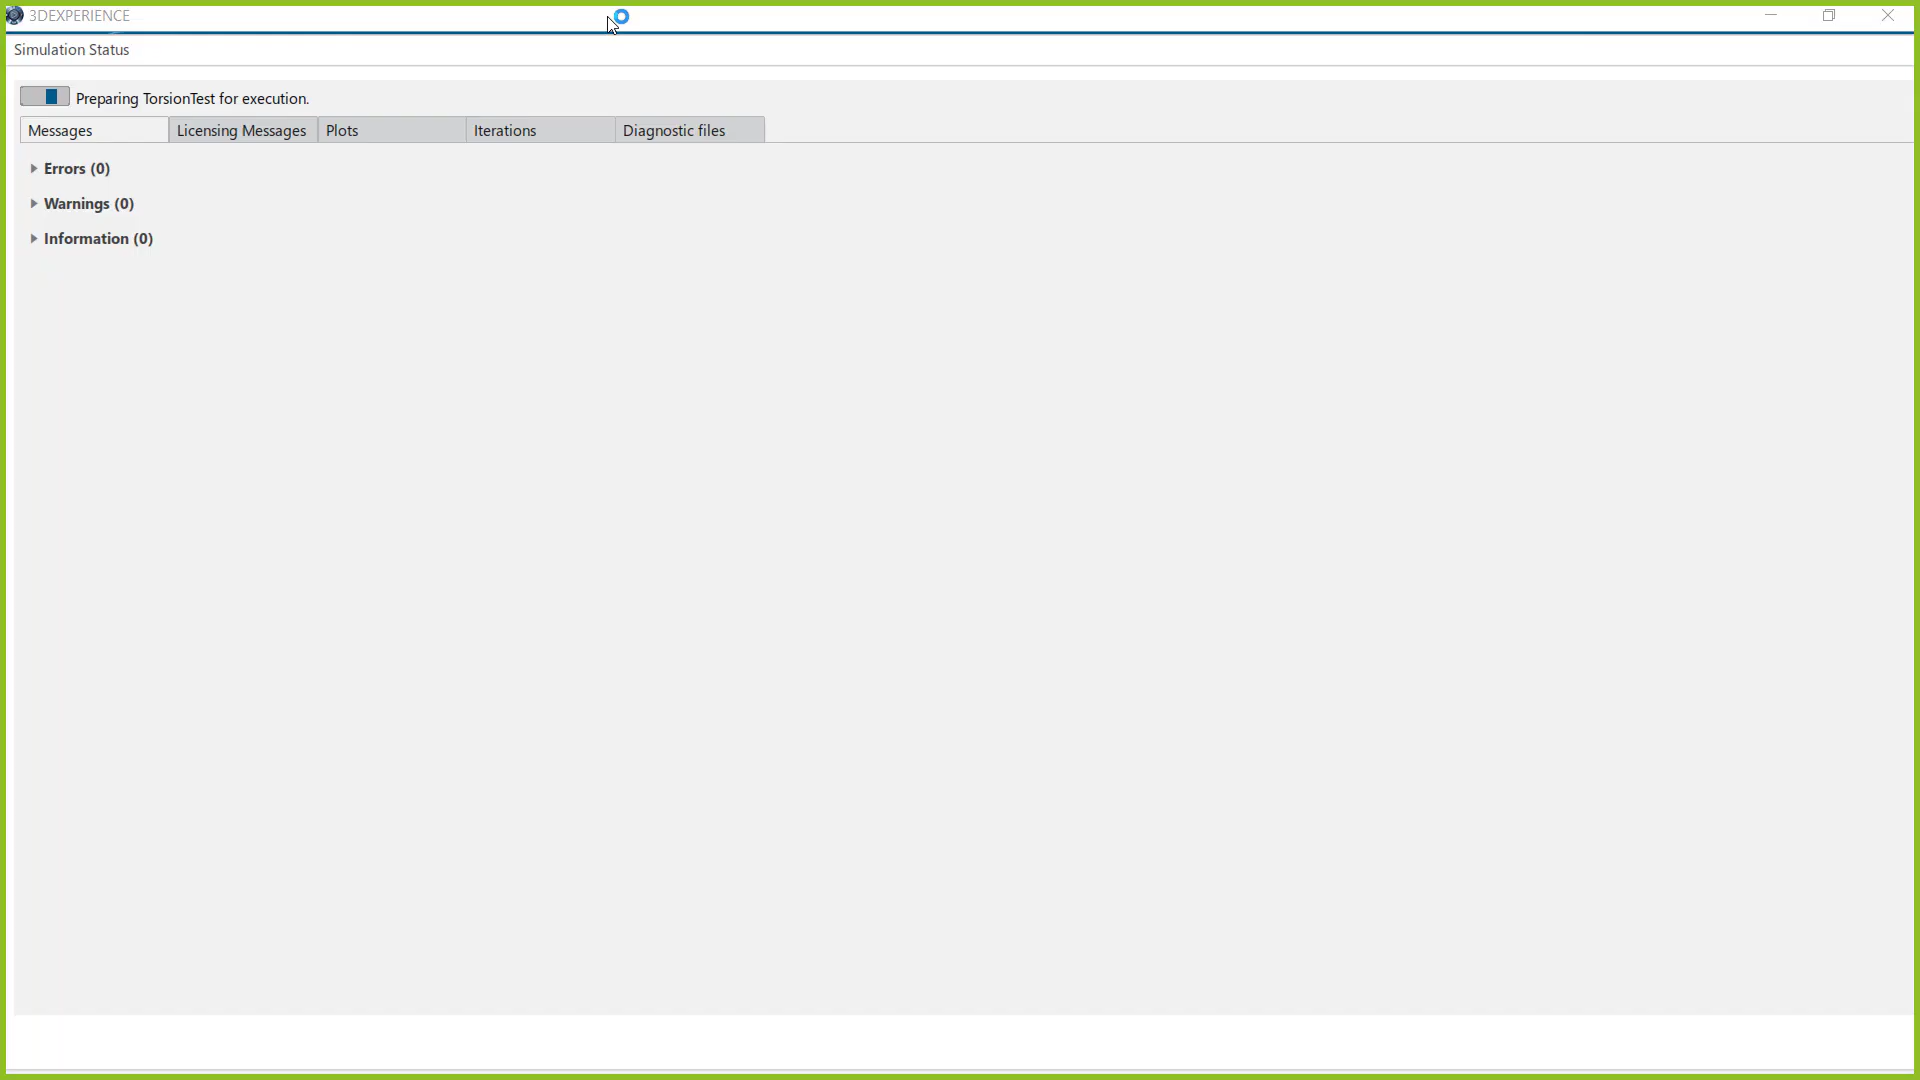 3DEXPERIENCE
Simulation Status
Preparing TorsionTest for execution.
Messages
Licensing Messages
Plots
Iterations
Diagnostic files
Errors (0)
Warnings (0)
Information (0)